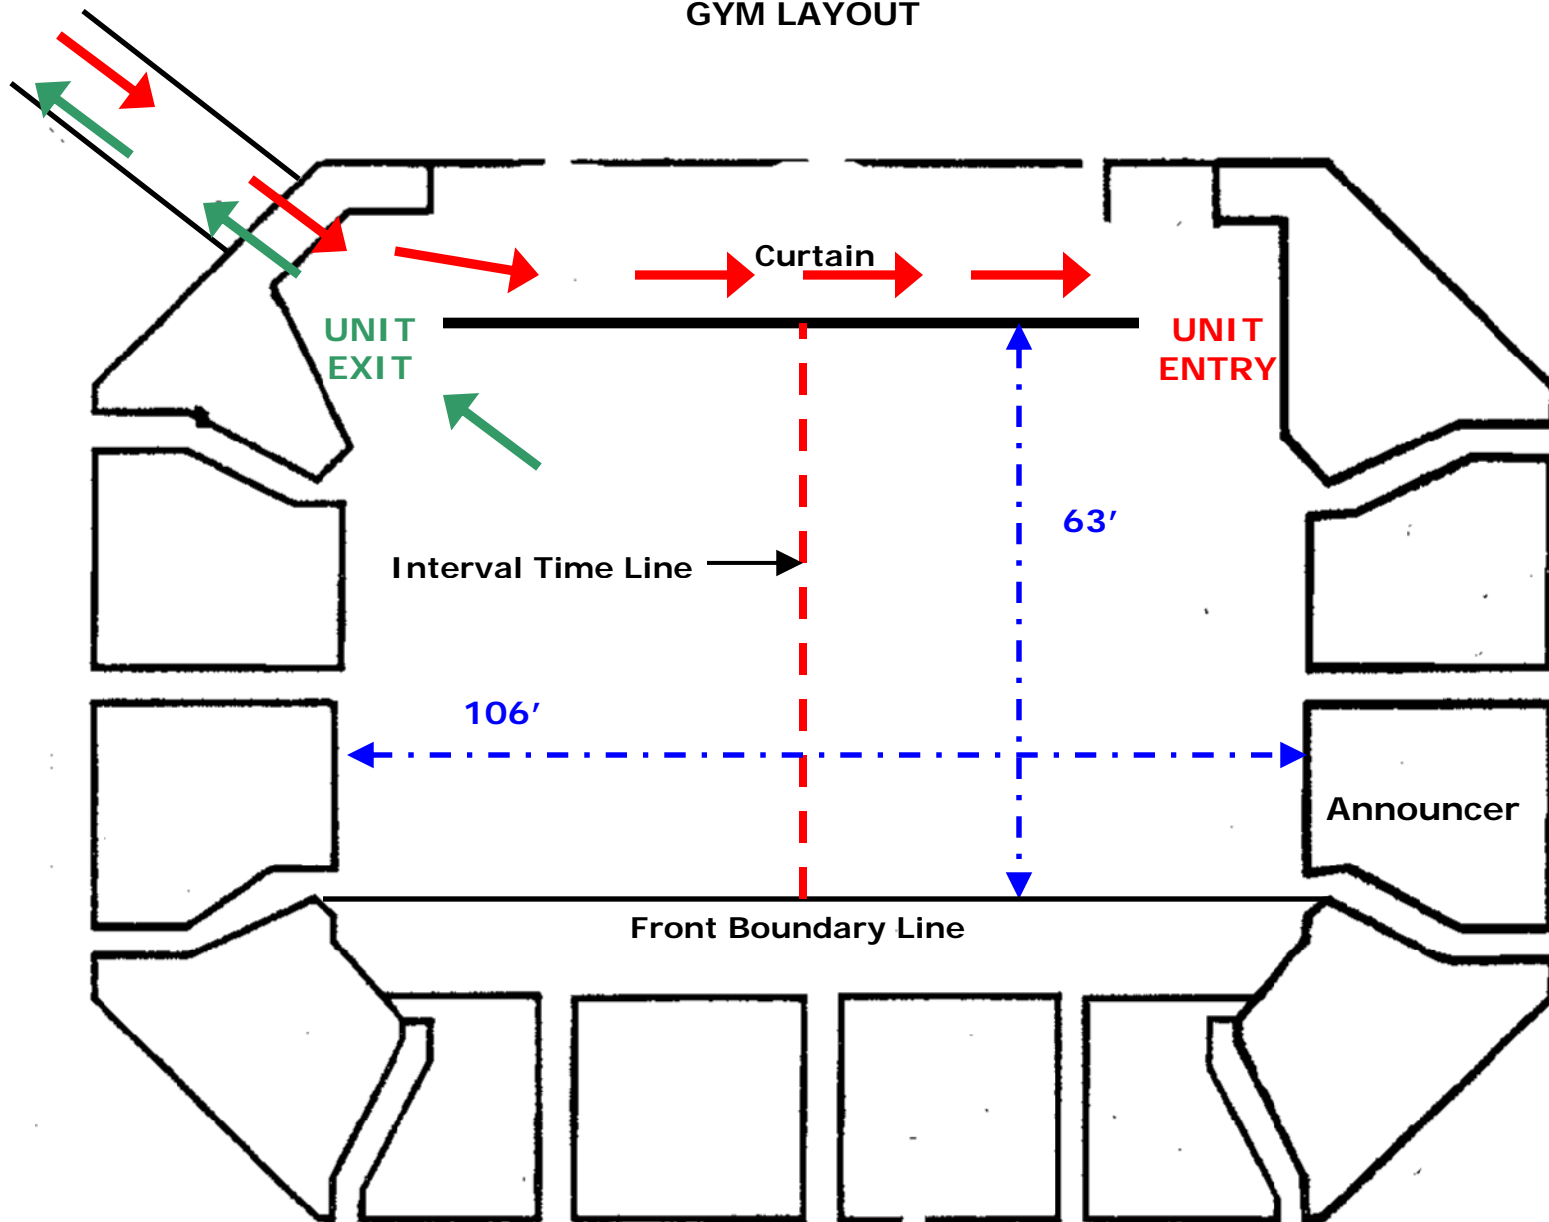 GYM LAYOUT
Curtain
UNIT
EXIT
UNIT
ENTRY
63'
Interval Time Line
106'
Announcer
Front Boundary Line